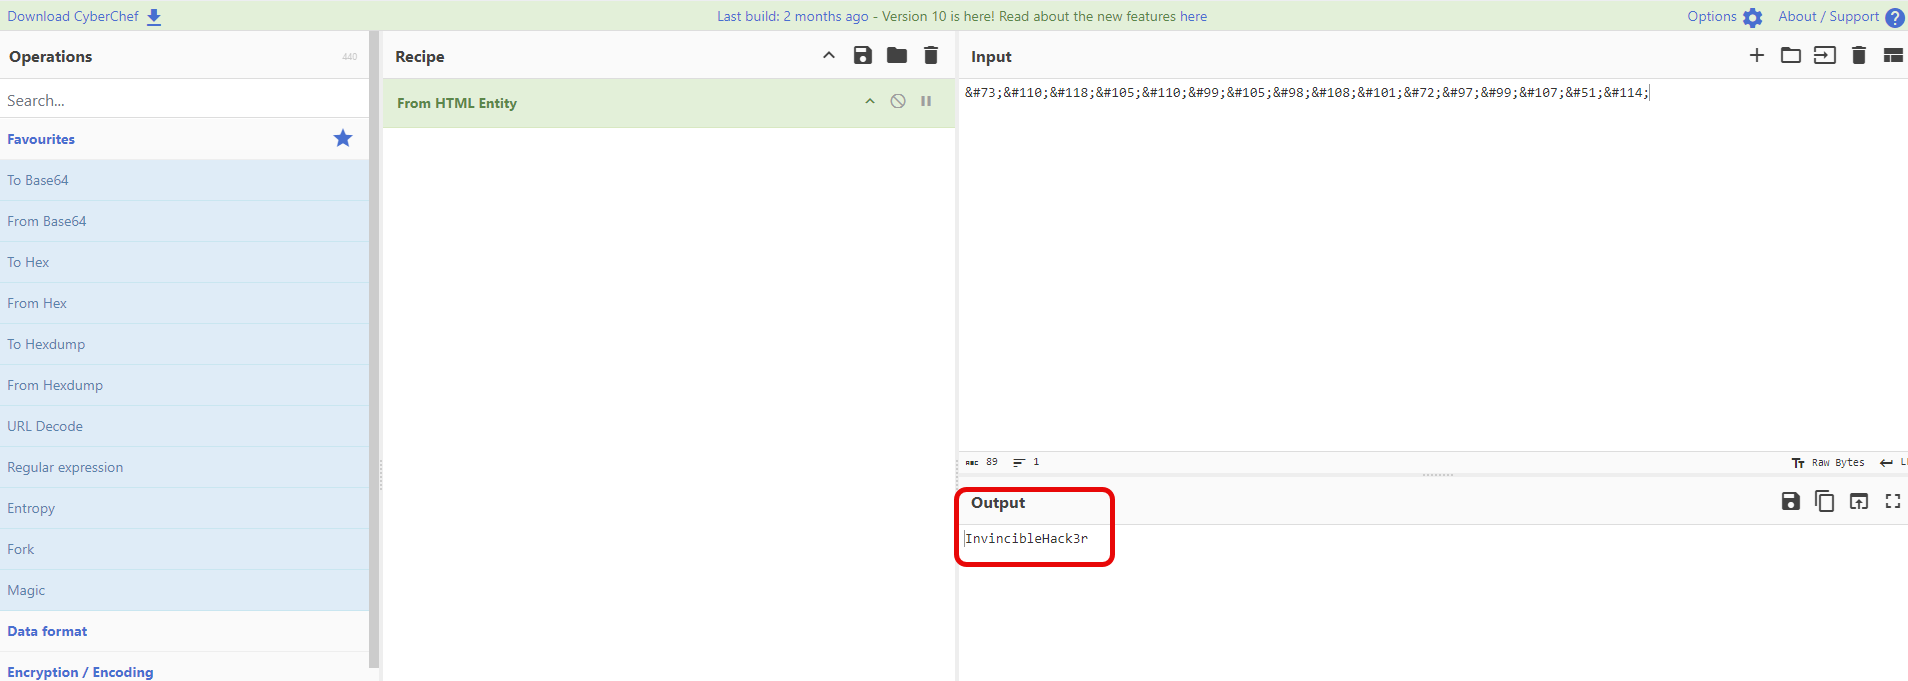 Download CyberChef
Last build: 2 months ago - Version 10 is here! Read about the new features here
Options
About / Support ?
Operations
440
Search...
Favourites
To Base64
From Base64
To Hex
From Hex
To Hexdump
From Hexdump
URL Decode
Regular expression
Entropy
Fork
Magic
Data format
Encryption / Encoding
Recipe
From HTML Entity
Input
&#73;&#110;&#118;&#105;&#110;&#99;&#105;&#98;&#108;&#101;&#72;&#97;&#99;&#107;&#51;&#114;
ABC 89
1
Tт Raw Bytes
Output
InvincibleHack3r